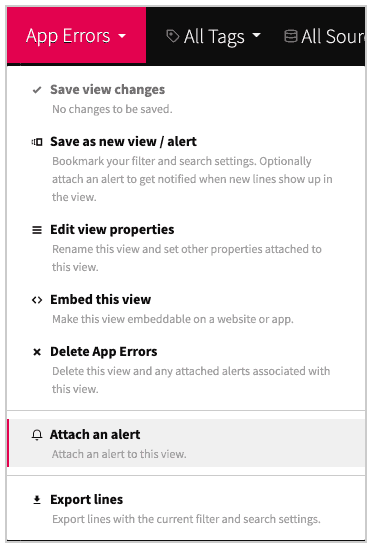 App Errors All Tags All Sour
Save view changes
No changes to be saved.
Save as new view / alert
Bookmark your filter and search settings. Optionally
attach an alert to get notified when new lines show up in
the view.
Edit view properties
Rename this view and set other properties attached to
this view.
Embed this view
Make this view embeddable on a website or app.
Delete App Errors
Delete this view and any attached alerts associated with
this view.
Attach an alert
Attach an alert to this view.
Export lines
Export lines with the current filter and search settings.